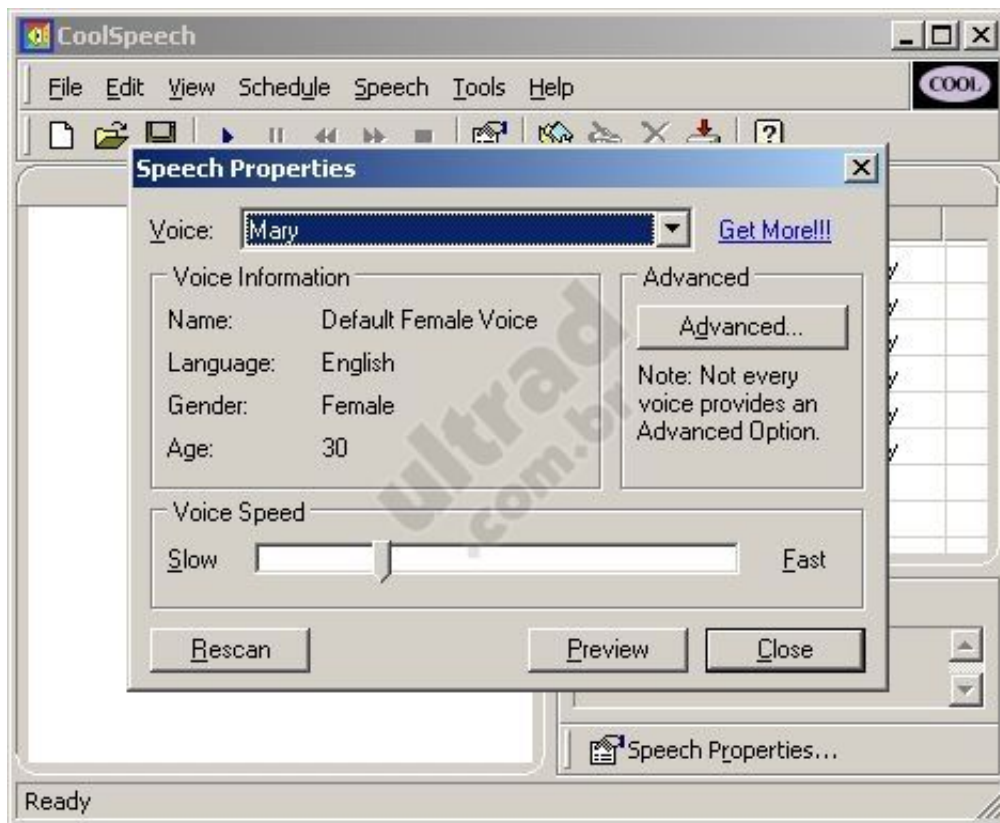 CoolSpeech
File Edit View Schedule Speech Tools Help
COOL
Speech Properties
Voice: Mary Get More!!!
Voice Information
Name: Default Female Voice
Language: English
Gender: Female
Age: 30
Advanced
Advanced...
Note: Not every
voice provides an
Advanced Option.
ultrad
.com.br
Voice Speed
Slow Fast
Rescan Preview Close
Speech Properties...
Ready